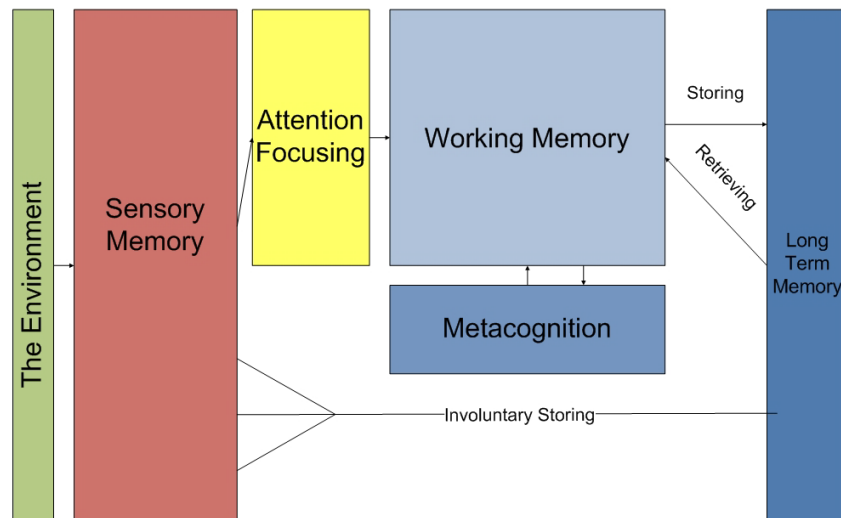 The Environment
Sensory
Memory
Attention
Focusing
Working Memory
Storing
Retrieving
Long
Term
Memory
Metacognition
Involuntary Storing